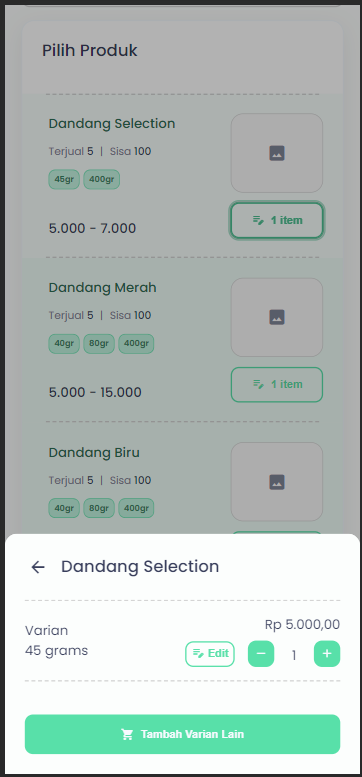 Pilih Produk
Dandang Selection
Terjual 5 | Sisa 100
45gr 400gr
5.000 - 7.000
1 item
Dandang Merah
Terjual 5 | Sisa 100
40gr 80gr 400gr
5.000 - 15.000
1 item
Dandang Biru
Terjual 5 | Sisa 100
40gr 80gr 400gr
Dandang Selection
Rp 5.000,00
Varian
45 grams
Edit − 1 +
Tambah Varian Lain